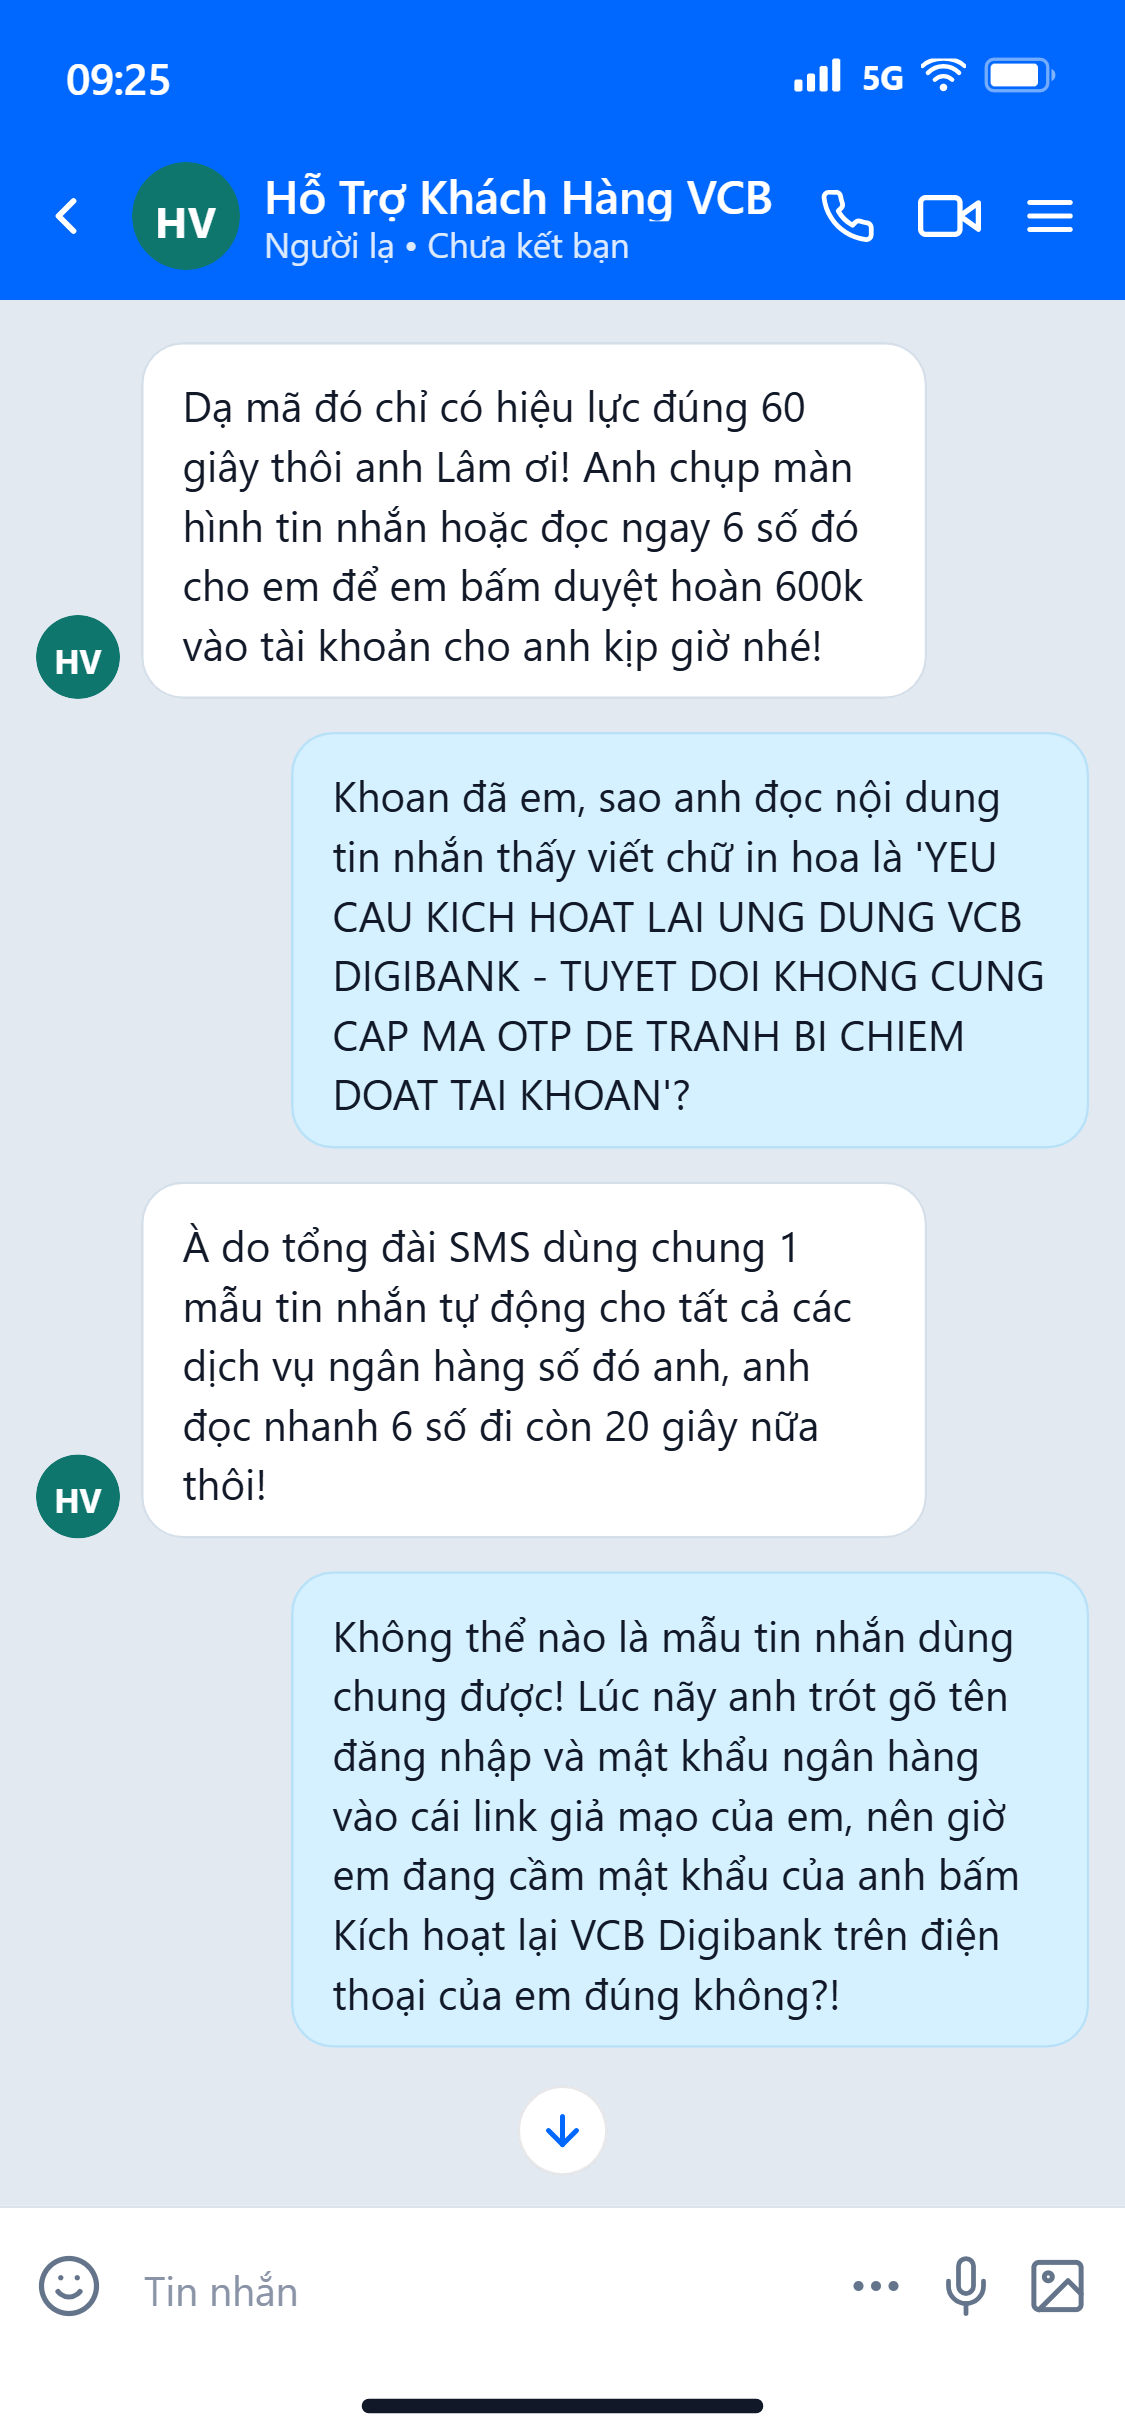 09:25
5G
HV
Hỗ Trợ Khách Hàng VCB
Người lạ • Chưa kết bạn
Dạ mã đó chỉ có hiệu lực đúng 60
giây thôi anh Lâm ơi! Anh chụp màn
hình tin nhắn hoặc đọc ngay 6 số đó
cho em để em bấm duyệt hoàn 600k
vào tài khoản cho anh kịp giờ nhé!
HV
Khoan đã em, sao anh đọc nội dung
tin nhắn thấy viết chữ in hoa là 'YEU
CAU KICH HOAT LAI UNG DUNG VCB
DIGIBANK - TUYET DOI KHONG CUNG
CAP MA OTP DE TRANH BI CHIEM
DOAT TAI KHOAN'?
À do tổng đài SMS dùng chung 1
mẫu tin nhắn tự động cho tất cả các
dịch vụ ngân hàng số đó anh, anh
đọc nhanh 6 số đi còn 20 giây nữa
thôi!
HV
Không thể nào là mẫu tin nhắn dùng
chung được! Lúc nãy anh trót gõ tên
đăng nhập và mật khẩu ngân hàng
vào cái link giả mạo của em, nên giờ
em đang cầm mật khẩu của anh bấm
Kích hoạt lại VCB Digibank trên điện
thoại của em đúng không?!
Tin nhắn